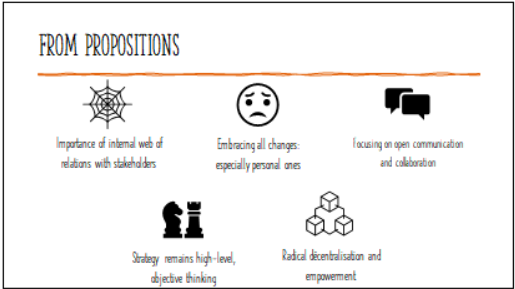 FROM PROPOSITIONS
Importance of internal web of
relations with stakeholders
Embracing all changes:
especially personal ones
Focusing on open communication
and collaboration
Strategy remains high-level,
objective thinking
Radical decentralisation and
empowerment